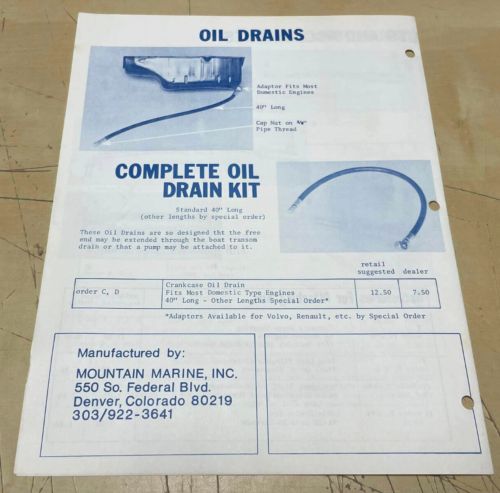 OIL DRAINS
Adaptor Fits Most
Domestic Engines
40" Long
Cap Nut on ⅜"
Pipe Thread
COMPLETE OIL
DRAIN KIT
Standard 40" Long
(other lengths by special order)
These Oil Drains are so designed tht the free
end may be extended through the boat transom
drain or that a pump may be attached to it.
retail
suggested dealer
order C, D
Crankcase Oil Drain
Fits Most Domestic Type Engines
40" Long - Other Lengths Special Order*
12.50 7.50
*Adaptors Available for Volvo, Renault, etc. by Special Order
Manufactured by:
MOUNTAIN MARINE, INC.
550 So. Federal Blvd.
Denver, Colorado 80219
303/922-3641